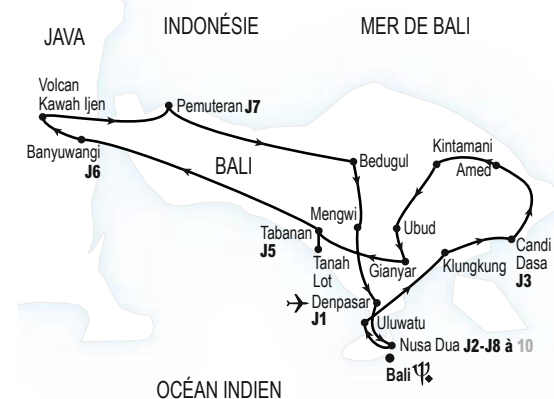 INDONÉSIE
MER DE BALI
JAVA
Volcan
Kawah Ijen
Pemuteran J7
Banyuwangi
J6
BALI
Bedugul
Kintamani
Amed
Mengwi
Ubud
Tabanan
J5
Tanah
Lot
Gianyar
Klungkung
Candi
Dasa
J3
Denpasar
J1
Uluwatu
Nusa Dua J2-J8 à 10
Bali
OCÉAN INDIEN